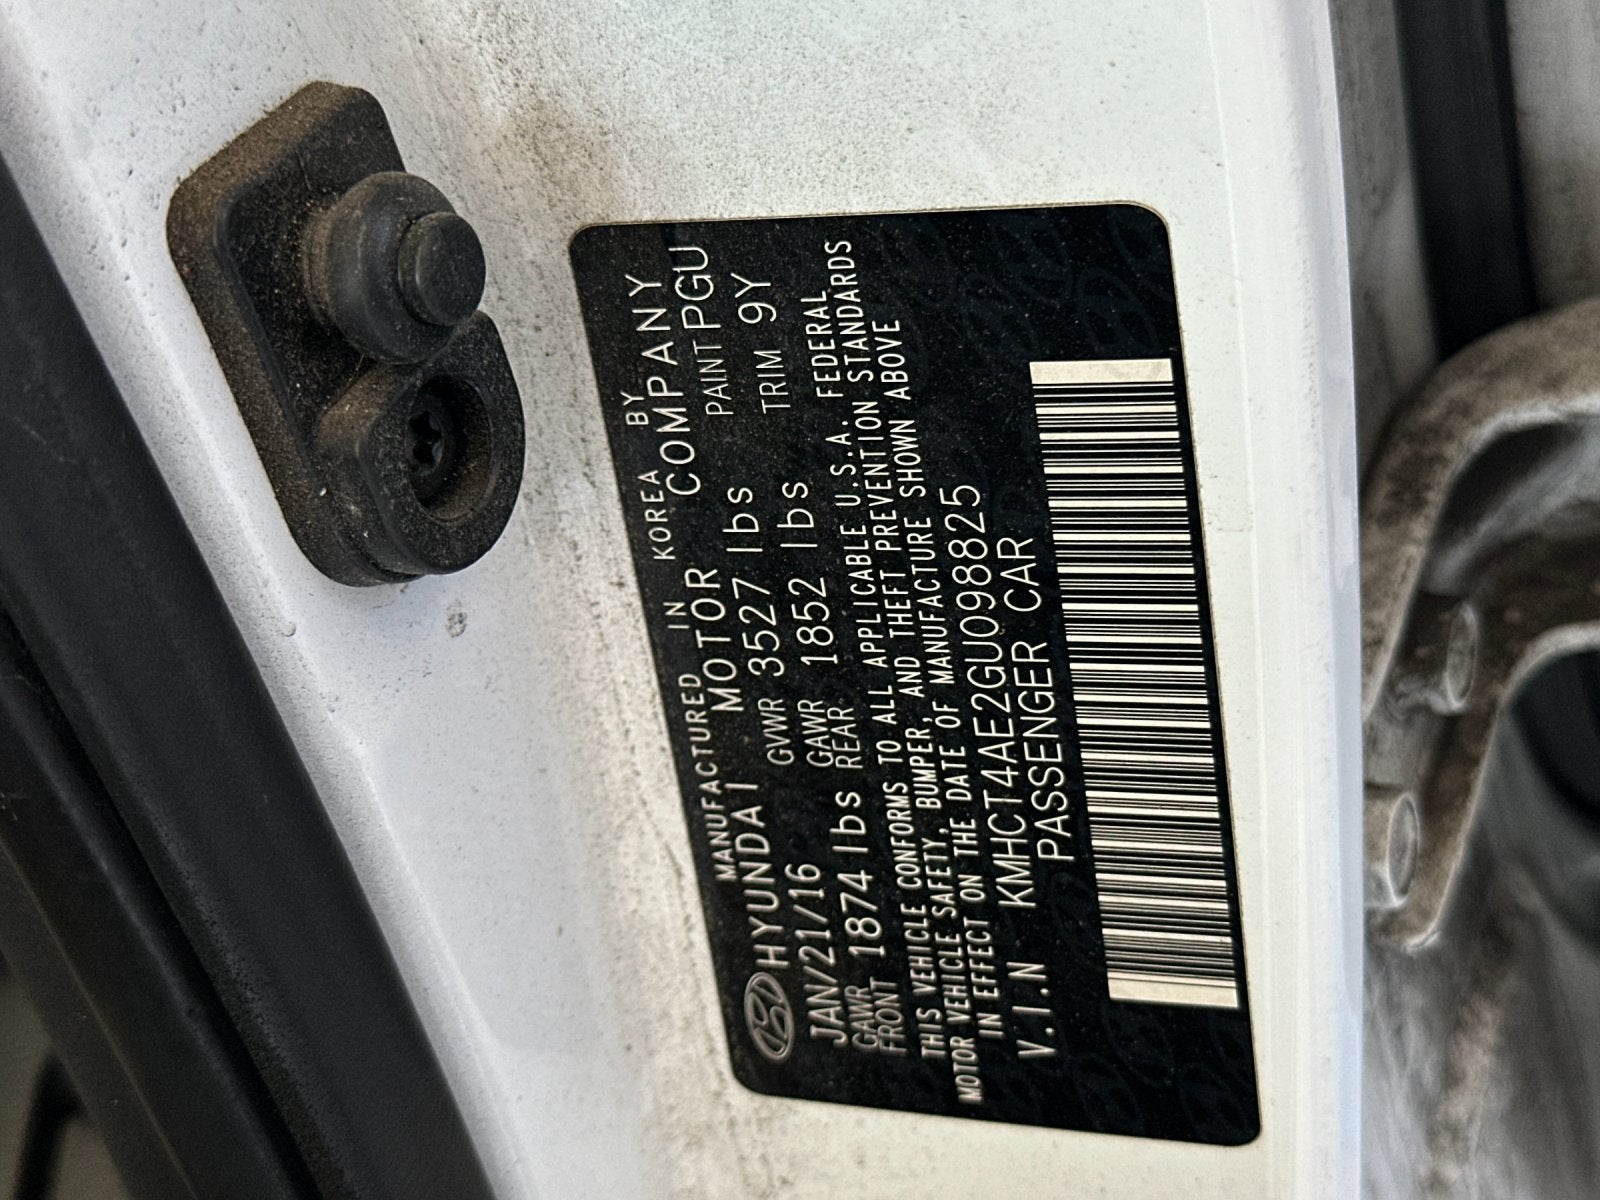 MANUFACTURED IN KOREA BY
HYUNDAI MOTOR COMPANY
JAN/21/16 GVWR 3527 lbs PAINT PGU
GAWR FRONT 1874 lbs GAWR REAR 1852 lbs TRIM 9Y
THIS VEHICLE CONFORMS TO ALL APPLICABLE U.S.A. FEDERAL
MOTOR VEHICLE SAFETY, BUMPER, AND THEFT PREVENTION STANDARDS
IN EFFECT ON THE DATE OF MANUFACTURE SHOWN ABOVE
V.I.N KMHCT4AE2GU098825
PASSENGER CAR